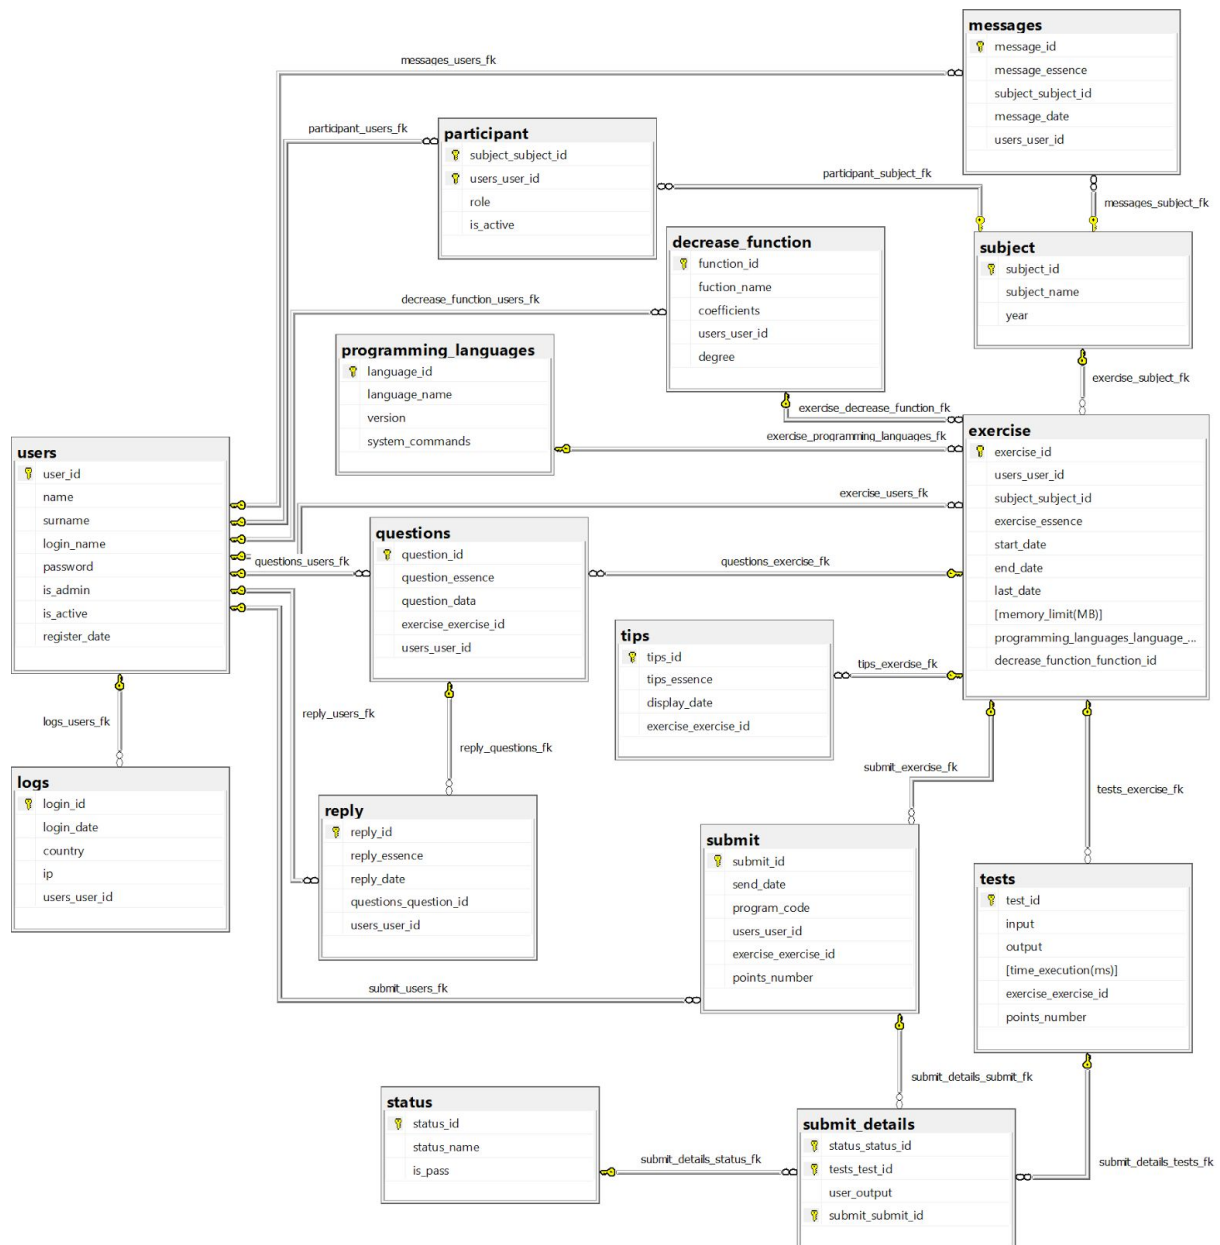 messages
message_id
message_essence
subject_subject_id
message_date
users_user_id
messages_users_fk
participant_users_fk
participant
subject_subject_id
users_user_id
role
is_active
participant_subject_fk
messages_subject_fk
decrease_function
function_id
fuction_name
coefficients
users_user_id
degree
subject
subject_id
subject_name
year
decrease_function_users_fk
programming_languages
language_id
language_name
version
system_commands
exercise_subject_fk
exercise_decrease_function_fk
exercise_programming_languages_fk
exercise
exercise_id
users_user_id
subject_subject_id
exercise_essence
start_date
end_date
last_date
[memory_limit(MB)]
programming_languages_language_...
decrease_function_function_id
users
user_id
name
surname
login_name
password
is_admin
is_active
register_date
exercise_users_fk
questions_users_fk
questions
question_id
question_essence
question_data
exercise_exercise_id
users_user_id
questions_exercise_fk
tips
tips_id
tips_essence
display_date
exercise_exercise_id
tips_exercise_fk
logs_users_fk
reply_users_fk
reply_questions_fk
submit_exercise_fk
tests_exercise_fk
logs
login_id
login_date
country
ip
users_user_id
reply
reply_id
reply_essence
reply_date
questions_question_id
users_user_id
submit
submit_id
send_date
program_code
users_user_id
exercise_exercise_id
points_number
tests
test_id
input
output
[time_execution(ms)]
exercise_exercise_id
points_number
submit_users_fk
submit_details_submit_fk
status
status_id
status_name
is_pass
submit_details_status_fk
submit_details
status_status_id
tests_test_id
user_output
submit_submit_id
submit_details_tests_fk